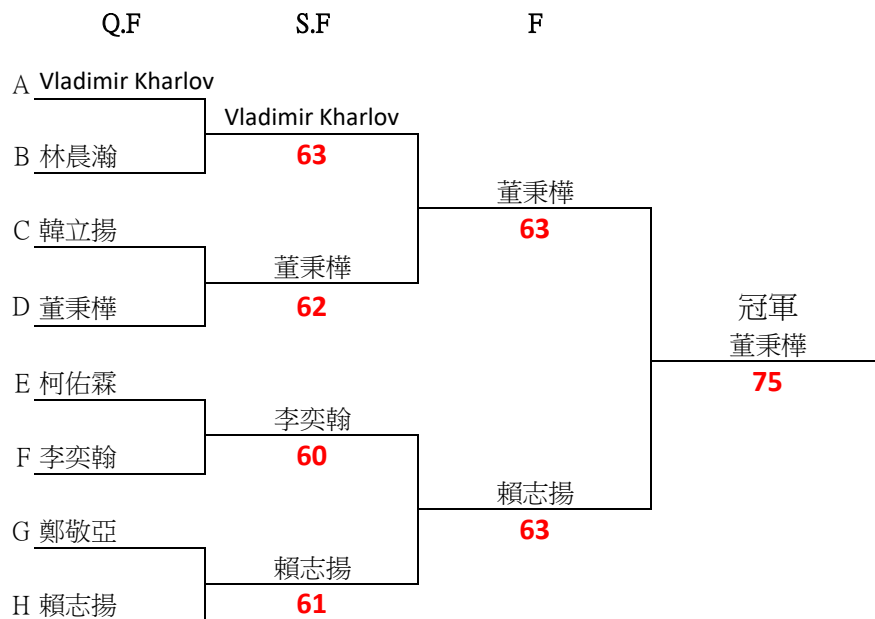 Q.F S.F F
A Vladimir Kharlov
Vladimir Kharlov
B 林晨瀚
63
董秉樺
C 韓立揚
63
董秉樺
D 董秉樺
62
冠軍
董秉樺
E 柯佑霖
75
李奕翰
F 李奕翰
60
賴志揚
G 鄭敬亞
63
賴志揚
H 賴志揚
61